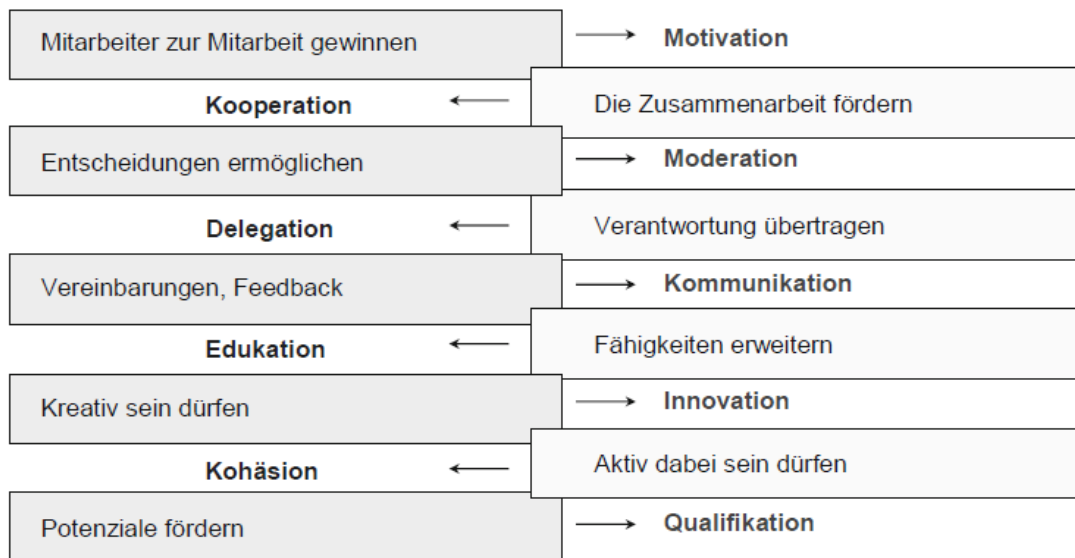 Mitarbeiter zur Mitarbeit gewinnen
Motivation
Kooperation
Die Zusammenarbeit fördern
Entscheidungen ermöglichen
Moderation
Delegation
Verantwortung übertragen
Vereinbarungen, Feedback
Kommunikation
Edukation
Fähigkeiten erweitern
Kreativ sein dürfen
Innovation
Kohäsion
Aktiv dabei sein dürfen
Potenziale fördern
Qualifikation